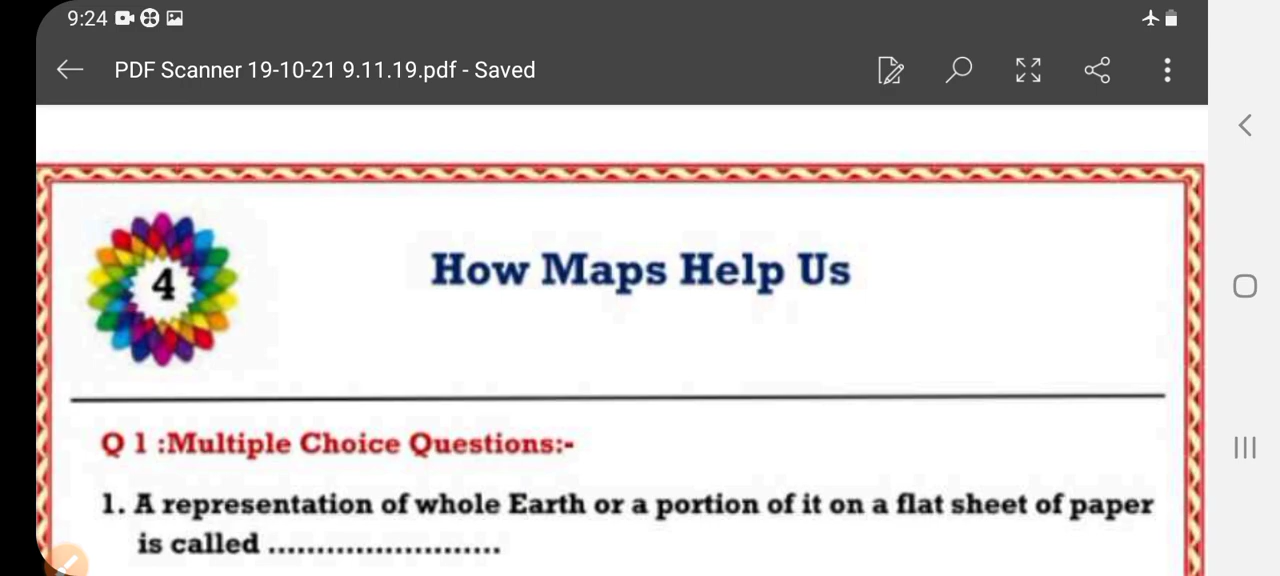 9:24
PDF Scanner 19-10-21 9.11.19.pdf - Saved
4
How Maps Help Us
Q 1 :Multiple Choice Questions:-
1. A representation of whole Earth or a portion of it on a flat sheet of paper
is called ........................